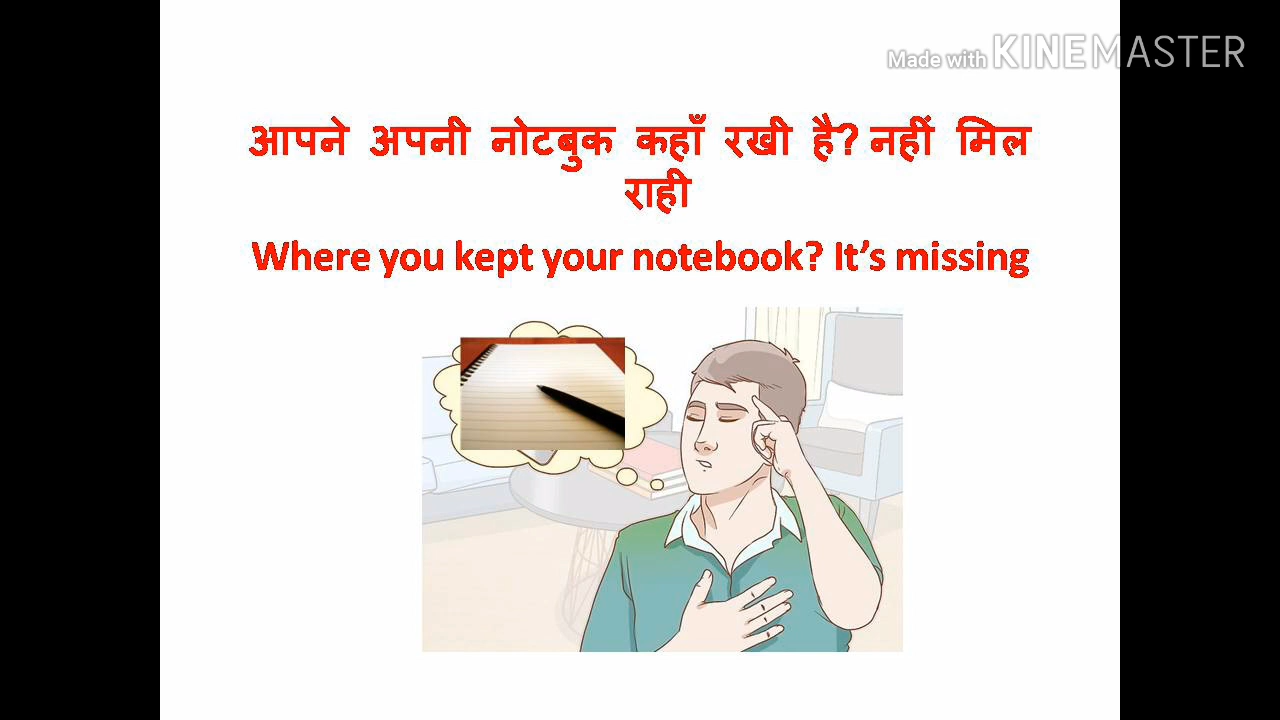 Made with KINEMASTER
आपने अपनी नोटबुक कहाँ रखी है? नहीं मिल
राही
Where you kept your notebook? It's missing